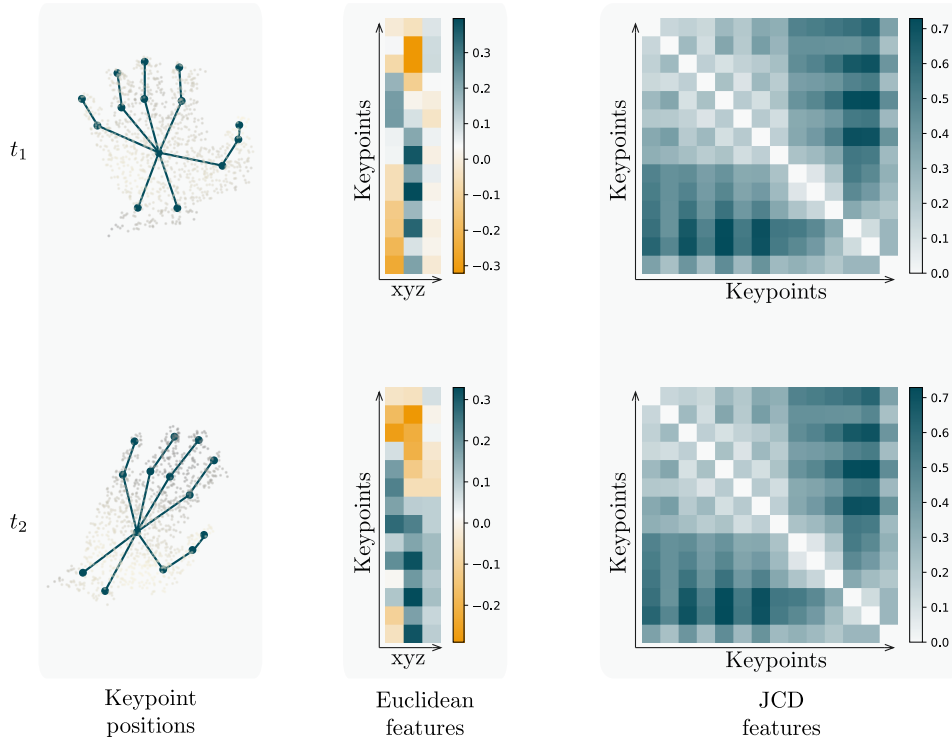 t1
Keypoints
xyz
0.3
0.2
0.1
0.0
−0.1
−0.2
−0.3
Keypoints
Keypoints
0.7
0.6
0.5
0.4
0.3
0.2
0.1
0.0
t2
Keypoints
xyz
0.3
0.2
0.1
0.0
−0.1
−0.2
Keypoints
Keypoints
0.7
0.6
0.5
0.4
0.3
0.2
0.1
0.0
Keypoint
positions
Euclidean
features
JCD
features